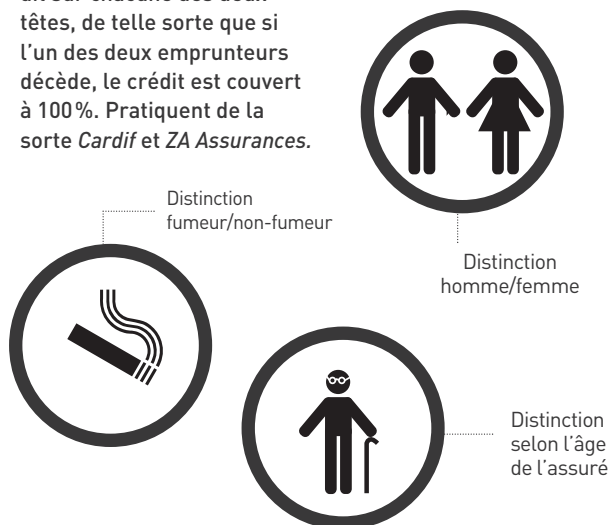 têtes, de telle sorte que si
l'un des deux emprunteurs
décède, le crédit est couvert
à 100%. Pratiquent de la
sorte Cardif et ZA Assurances.
Distinction
fumeur/non-fumeur
Distinction
homme/femme
Distinction
selon l'âge
de l'assuré